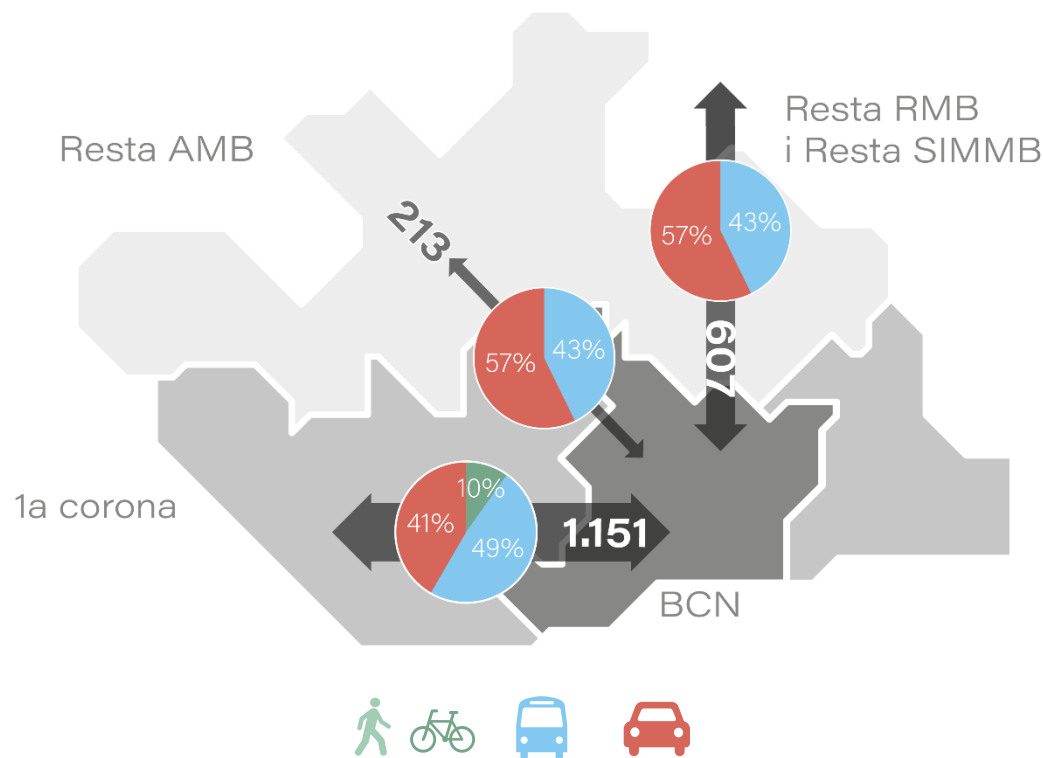 Resta RMB
i Resta SIMMB
Resta AMB
213
57%
43%
607
57%
43%
1a corona
10%
41%
49%
1.151
BCN